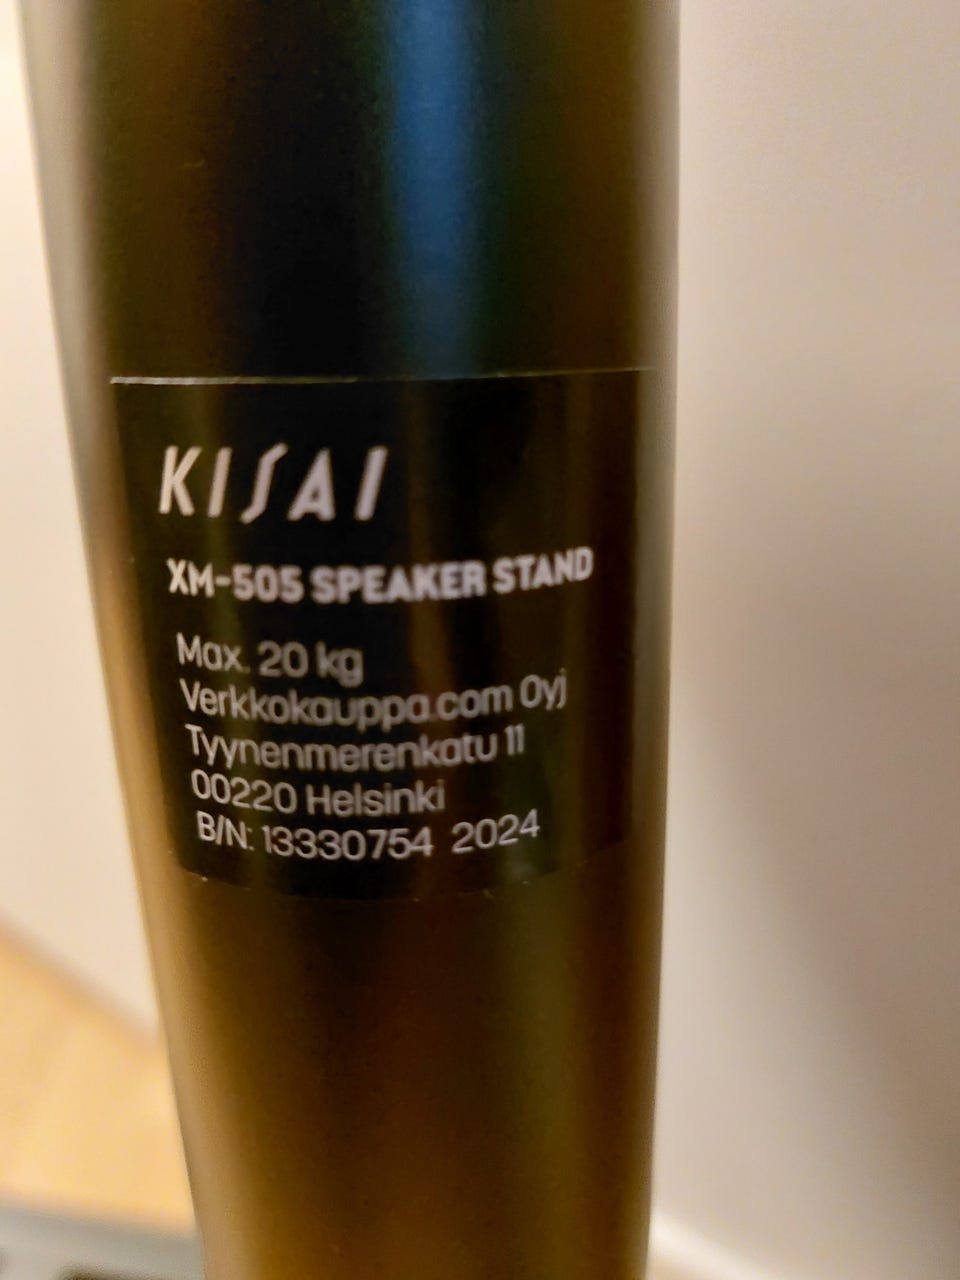 KISAI
XM-505 SPEAKER STAND
Max. 20 kg
Verkkokauppa.com Oyj
Tyynenmerenkatu 11
00220 Helsinki
B/N: 13330754 2024